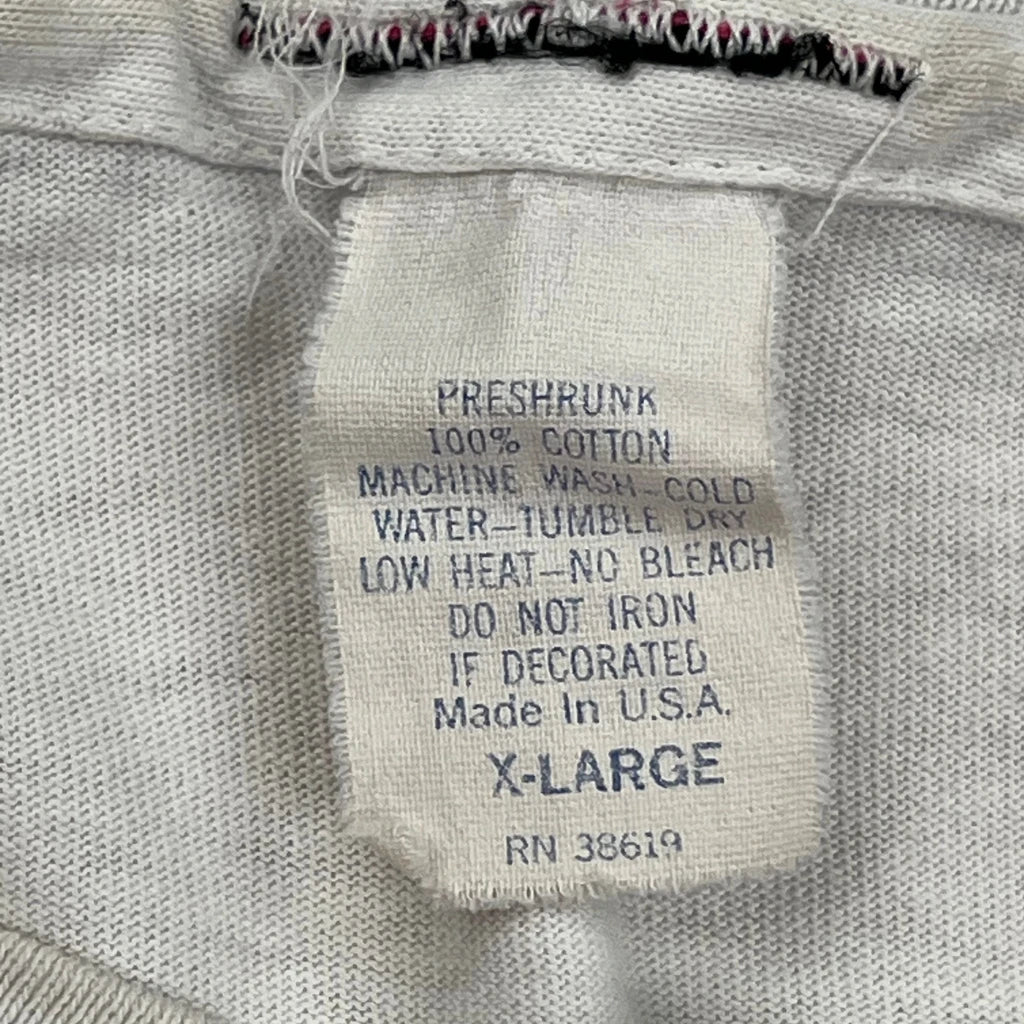 PRESHRUNK
100% COTTON
MACHINE WASH-COLD
WATER-TUMBLE DRY
LOW HEAT-NO BLEACH
DO NOT IRON
IF DECORATED
Made In U.S.A.
X-LARGE
RN 38619